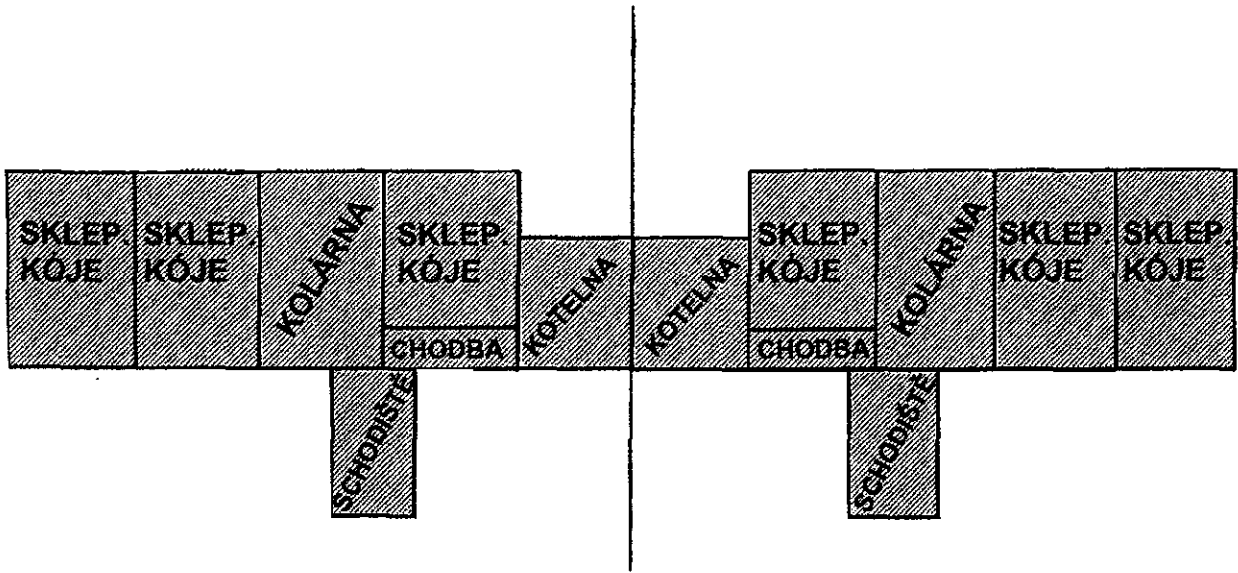 SKLEP.
KÓJE
SKLEP.
KÓJE
KOLÁRNA
SKLEP.
KÓJE
CHODBA
KOTELNA
KOTELNA
SKLEP.
KÓJE
CHODBA
KOLÁRNA
SKLEP.
KÓJE
SKLEP.
KÓJE
SCHODIŠTĚ
SCHODIŠTĚ